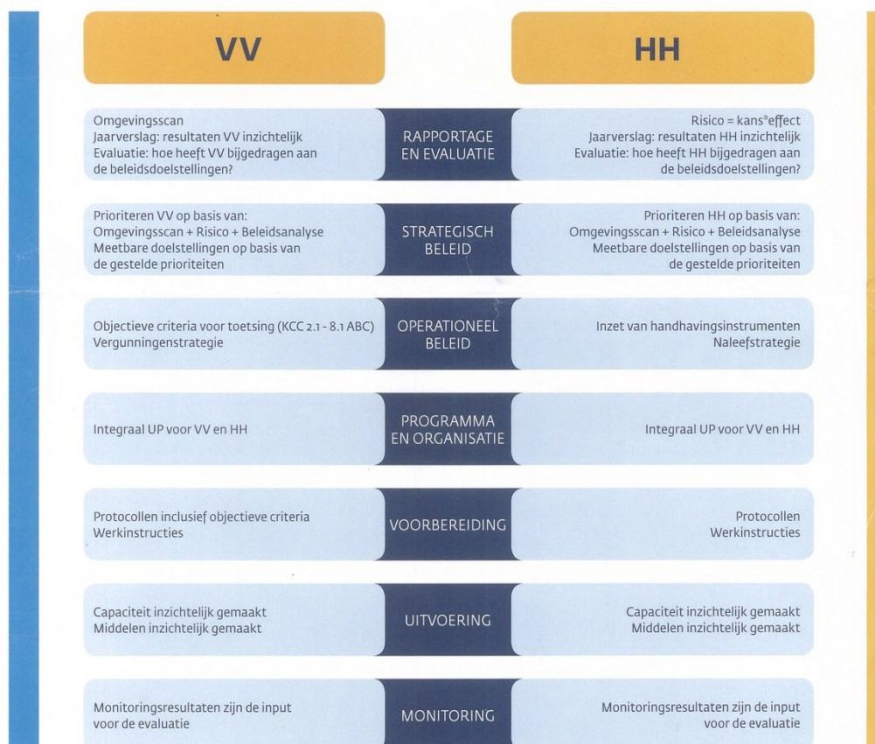 VV
HH
Omgevingsscan
Jaarverslag: resultaten VV inzichtelijk
Evaluatie: hoe heeft VV bijgedragen aan
de beleidsdoelstellingen?
RAPPORTAGE
EN EVALUATIE
Risico = kans*effect
Jaarverslag: resultaten HH inzichtelijk
Evaluatie: hoe heeft HH bijgedragen aan
de beleidsdoelstellingen?
Prioriteren VV op basis van:
Omgevingsscan + Risico + Beleidsanalyse
Meetbare doelstellingen op basis van
de gestelde prioriteiten
STRATEGISCH
BELEID
Prioriteren HH op basis van:
Omgevingsscan + Risico + Beleidsanalyse
Meetbare doelstellingen op basis van
de gestelde prioriteiten
Objectieve criteria voor toetsing (KCC 2.1 - 8.1 ABC)
Vergunningenstrategie
OPERATIONEEL
BELEID
Inzet van handhavingsinstrumenten
Naleefstrategie
Integraal UP voor VV en HH
PROGRAMMA
EN ORGANISATIE
Integraal UP voor VV en HH
Protocollen inclusief objectieve criteria
Werkinstructies
VOORBEREIDING
Protocollen
Werkinstructies
Capaciteit inzichtelijk gemaakt
Middelen inzichtelijk gemaakt
UITVOERING
Capaciteit inzichtelijk gemaakt
Middelen inzichtelijk gemaakt
Monitoringsresultaten zijn de input
voor de evaluatie
MONITORING
Monitoringsresultaten zijn de input
voor de evaluatie